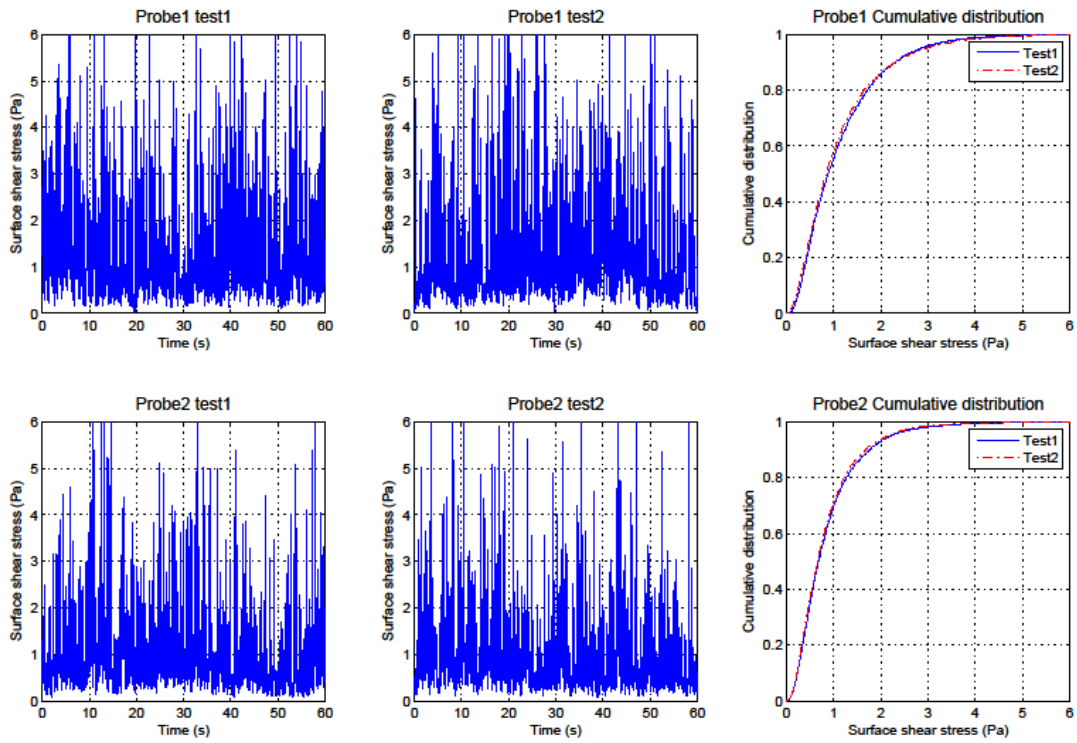 Probe1 test1
Probe1 test2
Probe1 Cumulative distribution
Surface shear stress (Pa)
6
5
4
3
2
1
0
0 10 20 30 40 50 60
Time (s)
Surface shear stress (Pa)
6
5
4
3
2
1
0
0 10 20 30 40 50 60
Time (s)
Cumulative distribution
1
0.8
0.6
0.4
0.2
0 1 2 3 4 5 6
Surface shear stress (Pa)
Test1
Test2
Probe2 test1
Probe2 test2
Probe2 Cumulative distribution
Surface shear stress (Pa)
6
5
4
3
2
1
0
0 10 20 30 40 50 60
Time (s)
Surface shear stress (Pa)
6
5
4
3
2
1
0
0 10 20 30 40 50 60
Time (s)
Cumulative distribution
1
0.8
0.6
0.4
0.2
0
0 1 2 3 4 5 6
Surface shear stress (Pa)
Test1
Test2